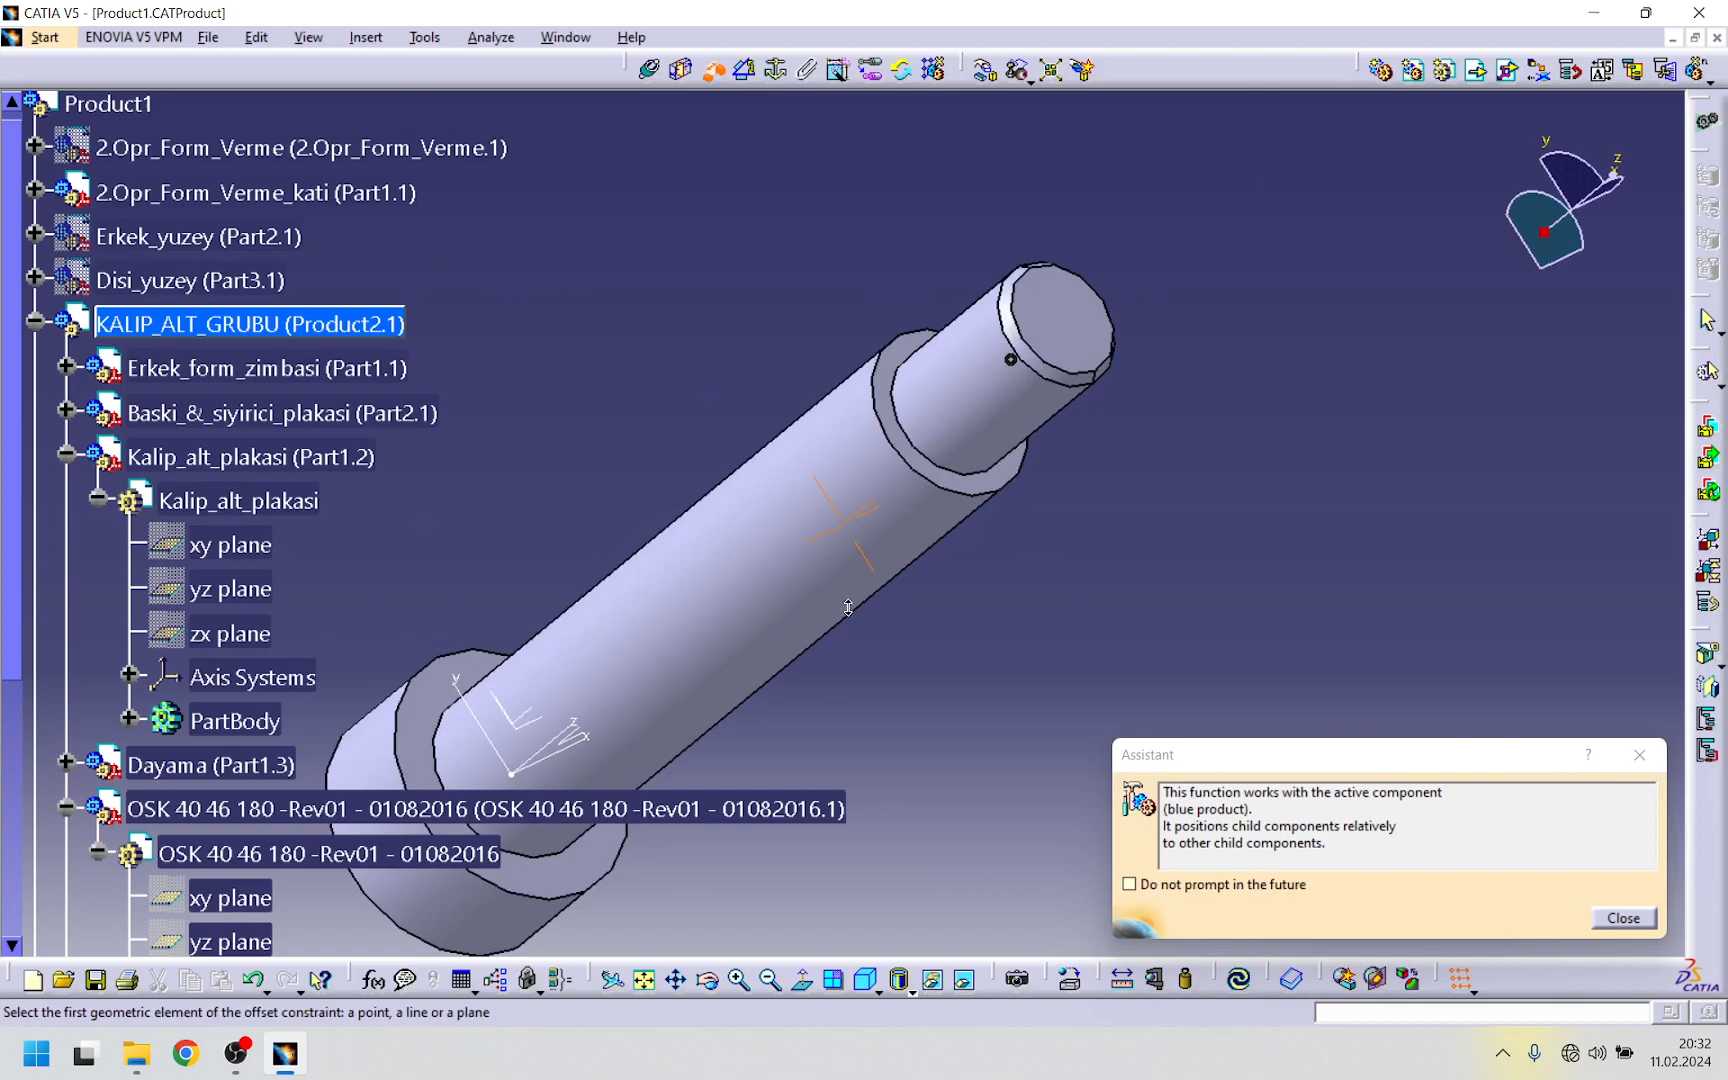 CATIA V5 - [Product1.CATProduct]
Start ENOVIA V5 VPM File Edit View Insert Tools Analyze Window Help
Product1
2.Opr_Form_Verme (2.Opr_Form_Verme.1)
2.Opr_Form_Verme_kati (Part1.1)
Erkek_yuzey (Part2.1)
Disi_yuzey (Part3.1)
KALIP_ALT_GRUBU (Product2.1)
Erkek_form_zimbasi (Part1.1)
Baski_&_siyirici_plakasi (Part2.1)
Kalip_alt_plakasi (Part1.2)
Kalip_alt_plakasi
xy plane
yz plane
zx plane
Axis Systems
PartBody
Dayama (Part1.3)
OSK 40 46 180 -Rev01 - 01082016 (OSK 40 46 180 -Rev01 - 01082016.1)
OSK 40 46 180 -Rev01 - 01082016
xy plane
yz plane
y
z
x
y
z
x
Assistant
This function works with the active component
(blue product).
It positions child components relatively
to other child components.
Do not prompt in the future
Close
CATIA
Select the first geometric element of the offset constraint: a point, a line or a plane
20:32
11.02.2024